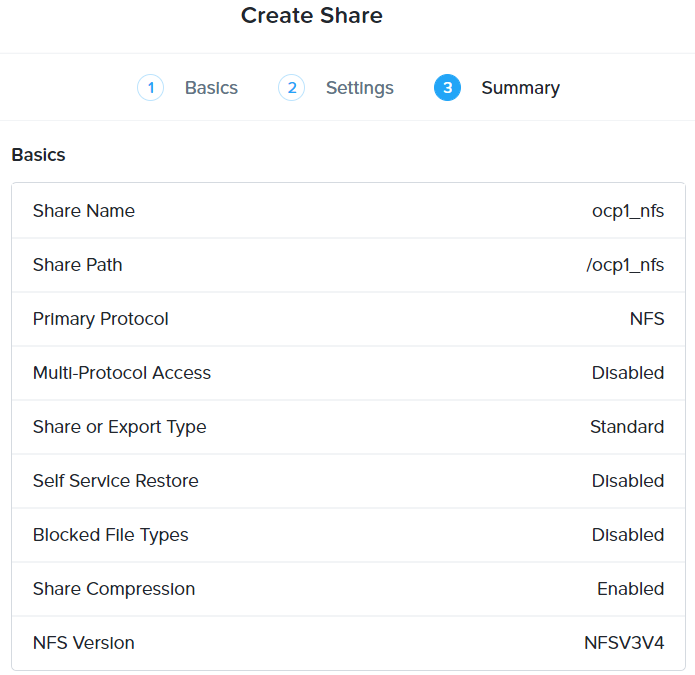 Create Share
1 Basics 2 Settings 3 Summary
Basics
Share Name ocp1_nfs
Share Path /ocp1_nfs
Primary Protocol NFS
Multi-Protocol Access Disabled
Share or Export Type Standard
Self Service Restore Disabled
Blocked File Types Disabled
Share Compression Enabled
NFS Version NFSV3V4